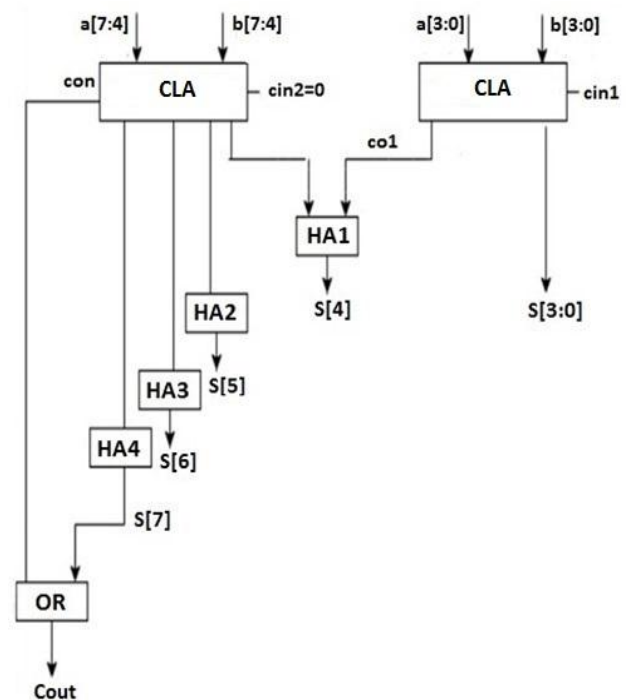 a[7:4]
b[7:4]
a[3:0]
b[3:0]
con
CLA
cin2=0
CLA
cin1
co1
HA1
S[4]
S[3:0]
HA2
S[5]
HA3
S[6]
HA4
S[7]
OR
Cout